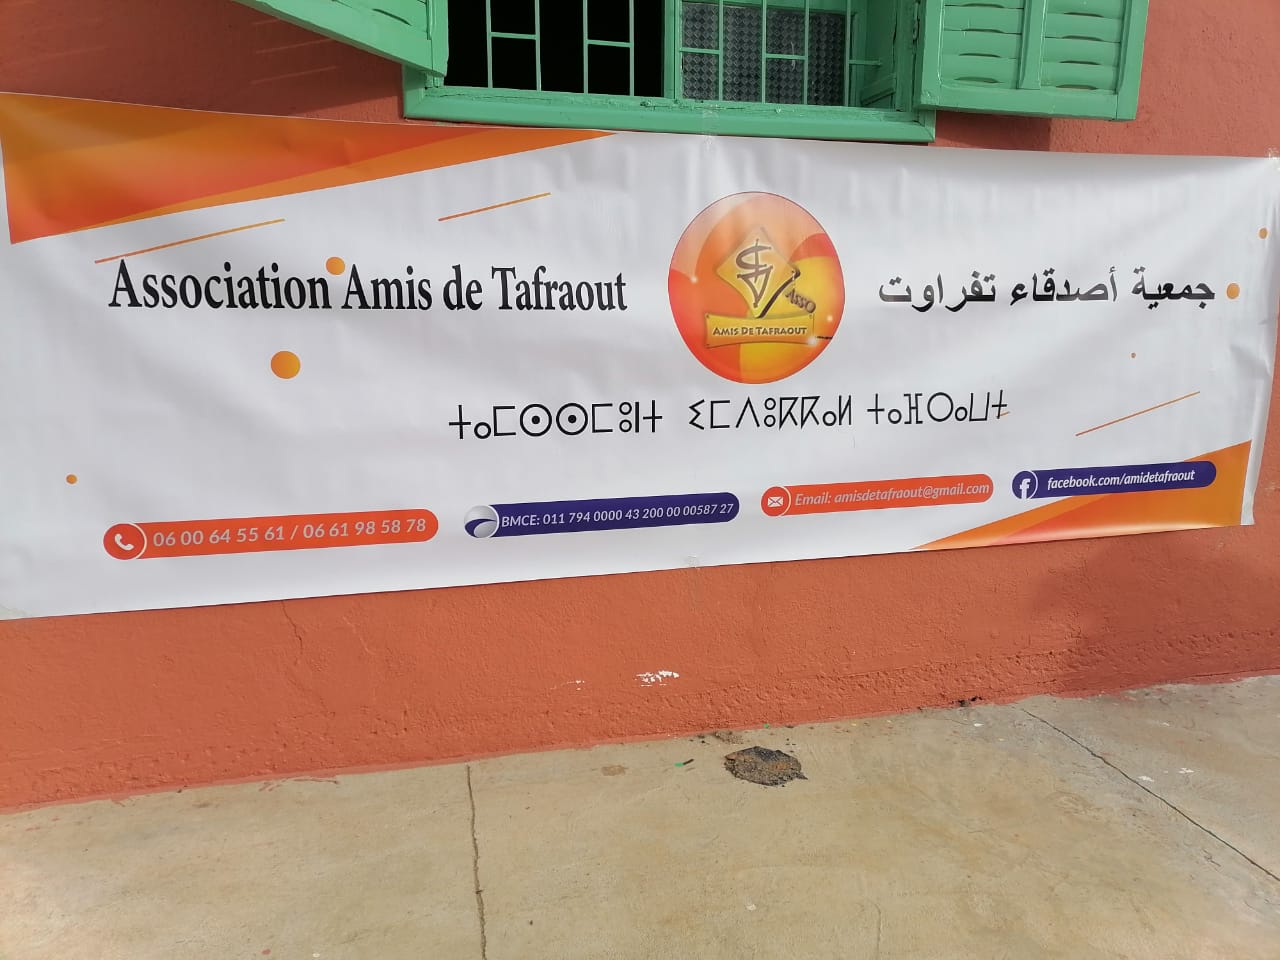 Association Amis de Tafraout
ASSO
AMIS DE TAFRAOUT
جمعية أصدقاء تفراوت
ⵜⴰⵎⵙⵙⵎⵓⵏⵜ ⵉⵎⴷⵓⴽⴽⴰⵍ ⵜⴰⴼⵔⴰⵡⵜ
06 00 64 55 61 / 06 61 98 58 78
BMCE: 011 794 0000 43 200 00 00587 27
Email: amisdetafraout@gmail.com
facebook.com/amidetafraout